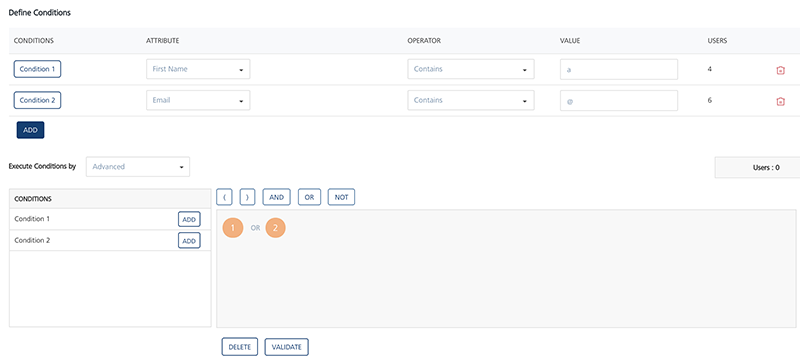 Define Conditions
CONDITIONS ATTRIBUTE OPERATOR VALUE USERS
Condition 1 First Name Contains a 4
Condition 2 Email Contains @ 6
ADD
Execute Conditions by Advanced Users : 0
CONDITIONS ( ) AND OR NOT
Condition 1 ADD
1 OR 2
Condition 2 ADD
DELETE VALIDATE